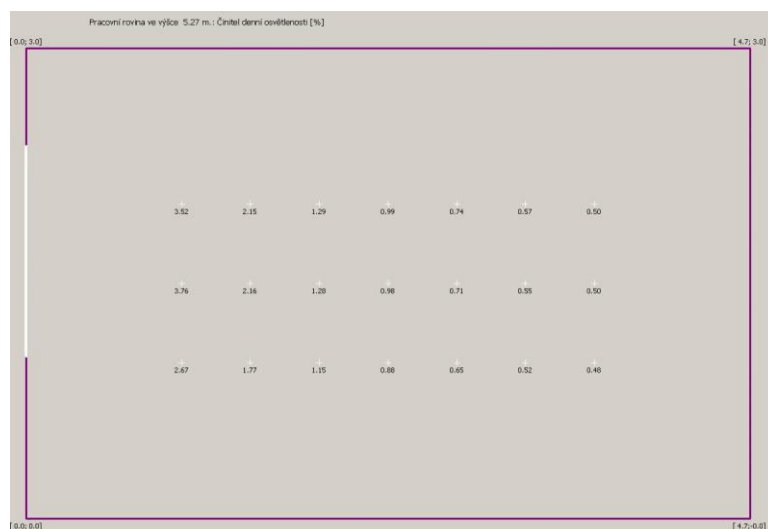 Pracovní rovina ve výšce 5.27 m.: Činitel denní osvětlenosti [%]
[ 0.0; 3.0] [ 4.7; 3.0]
3.52 2.15 1.29 0.99 0.74 0.57 0.50
3.76 2.16 1.28 0.98 0.71 0.55 0.50
2.67 1.77 1.15 0.88 0.65 0.52 0.48
[ 0.0; 0.0] [ 4.7;-0.0]